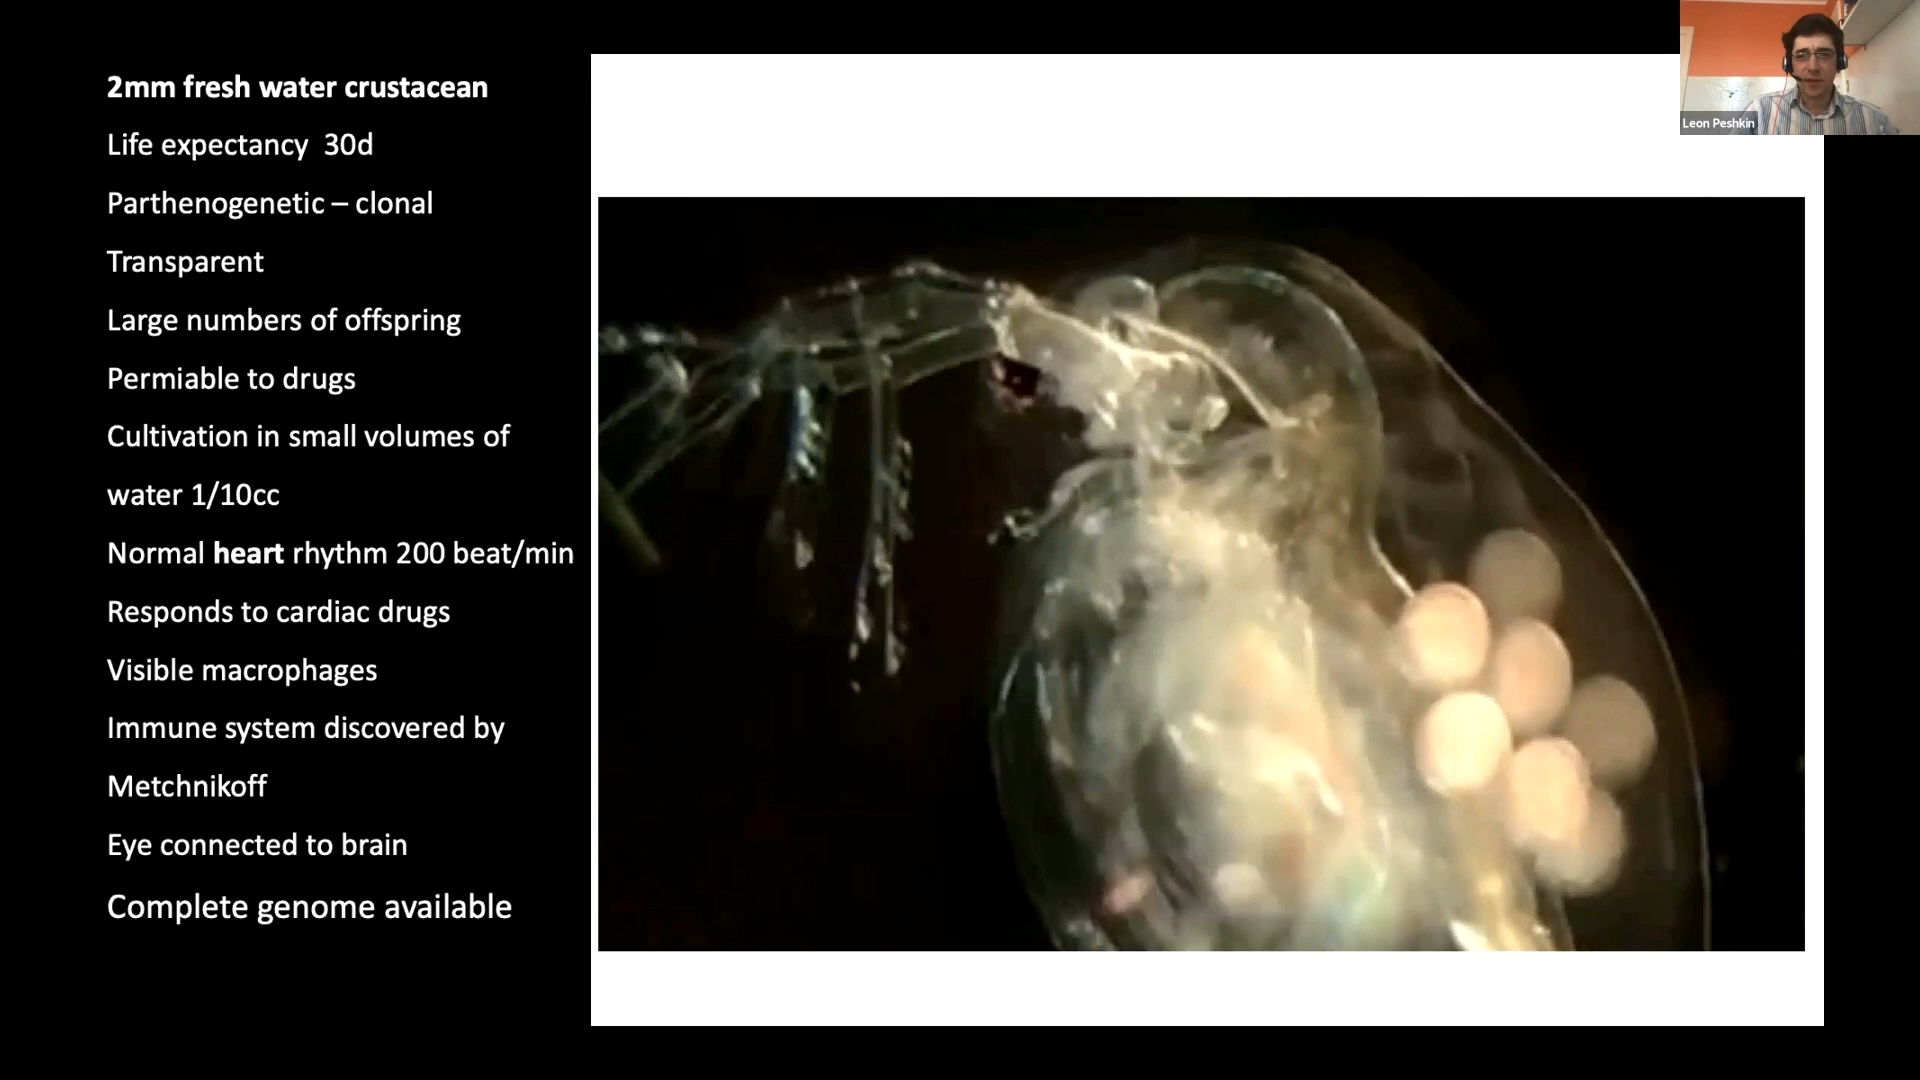 2mm fresh water crustacean
Life expectancy 30d
Parthenogenetic – clonal
Transparent
Large numbers of offspring
Permiable to drugs
Cultivation in small volumes of
water 1/10cc
Normal heart rhythm 200 beat/min
Responds to cardiac drugs
Visible macrophages
Immune system discovered by
Metchnikoff
Eye connected to brain
Complete genome available
Leon Peshkin